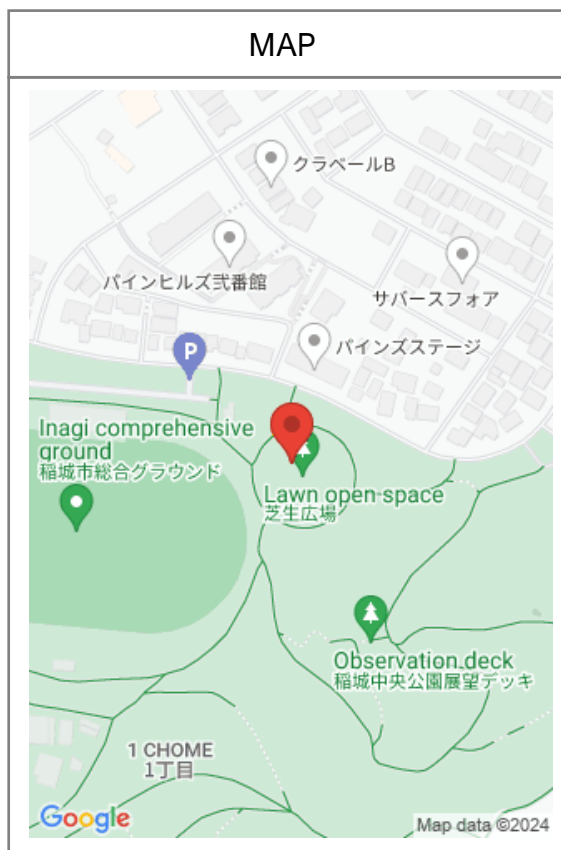 MAP
クラベールB
パインヒルズ弐番館
サバースフォア
パインズステージ
P
Inagi comprehensive
ground
稲城市総合グラウンド
Lawn open space
芝生広場
Observation deck
稲城中央公園展望デッキ
1 CHOME
1丁目
Google
Map data ©2024